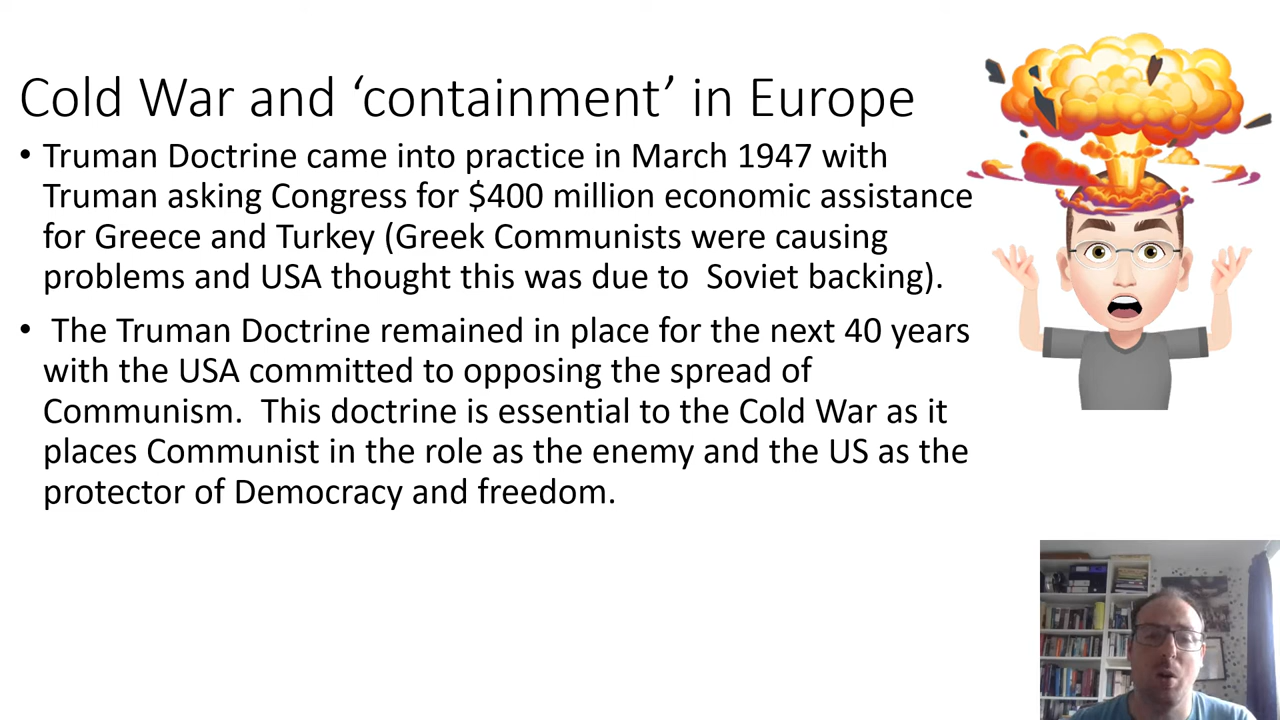 Cold War and ‘containment’ in Europe
• Truman Doctrine came into practice in March 1947 with
Truman asking Congress for $400 million economic assistance
for Greece and Turkey (Greek Communists were causing
problems and USA thought this was due to  Soviet backing).
•  The Truman Doctrine remained in place for the next 40 years
with the USA committed to opposing the spread of
Communism.  This doctrine is essential to the Cold War as it
places Communist in the role as the enemy and the US as the
protector of Democracy and freedom.